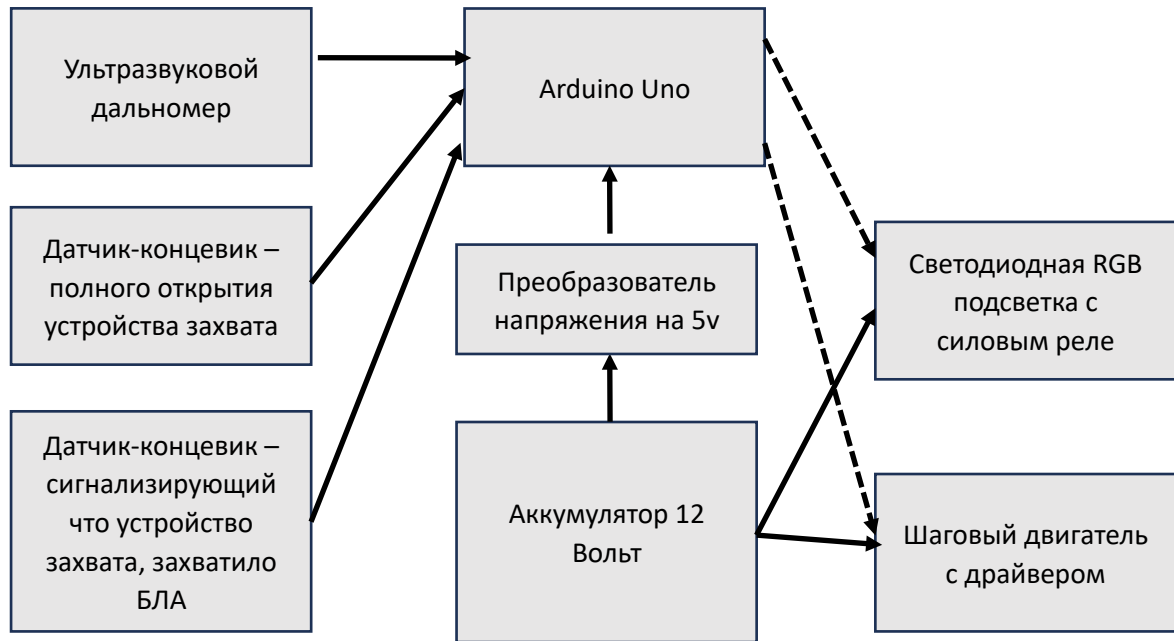 Ультразвуковой
дальномер
Arduino Uno
Датчик-концевик –
полного открытия
устройства захвата
Преобразователь
напряжения на 5v
Светодиодная RGB
подсветка с
силовым реле
Датчик-концевик –
сигнализирующий
что устройство
захвата, захватило
БЛА
Аккумулятор 12
Вольт
Шаговый двигатель
с драйвером